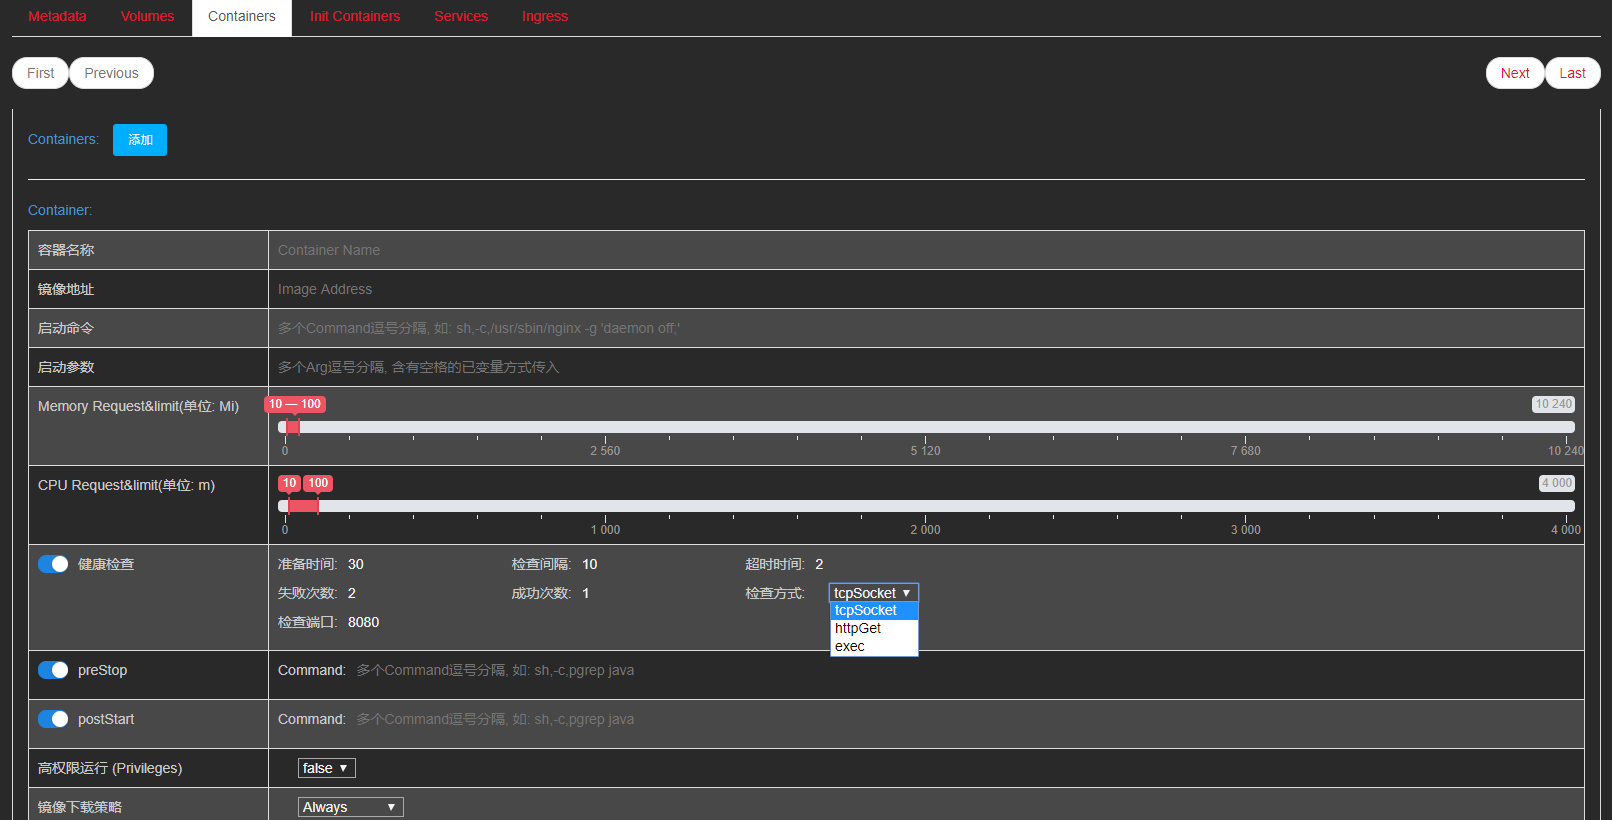 Metadata Volumes Containers Init Containers Services Ingress
First Previous Next Last
Containers: 添加
Container:
容器名称 Container Name
镜像地址 Image Address
启动命令 多个Command逗号分隔, 如: sh,-c,/usr/sbin/nginx -g 'daemon off;'
启动参数 多个Arg逗号分隔, 含有空格的已变量方式传入
Memory Request&limit(单位: Mi) 10 — 100 10 240
0 2 560 5 120 7 680 10 240
CPU Request&limit(单位: m) 10 100 4 000
0 1 000 2 000 3 000 4 000
健康检查 准备时间: 30 检查间隔: 10 超时时间: 2
失败次数: 2 成功次数: 1 检查方式: tcpSocket
tcpSocket
检查端口: 8080 httpGet
exec
preStop Command: 多个Command逗号分隔, 如: sh,-c,pgrep java
postStart Command: 多个Command逗号分隔, 如: sh,-c,pgrep java
高权限运行 (Privileges) false
镜像下载策略 Always